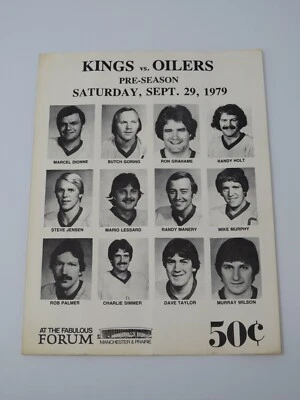 KINGS vs. OILERS
PRE-SEASON
SATURDAY, SEPT. 29, 1979
MARCEL DIONNE BUTCH GORING RON GRAHAME RANDY HOLT
STEVE JENSEN MARIO LESSARD RANDY MANERY MIKE MURPHY
ROB PALMER CHARLIE SIMMER DAVE TAYLOR MURRAY WILSON
AT THE FABULOUS
FORUM
MANCHESTER & PRAIRIE
50¢